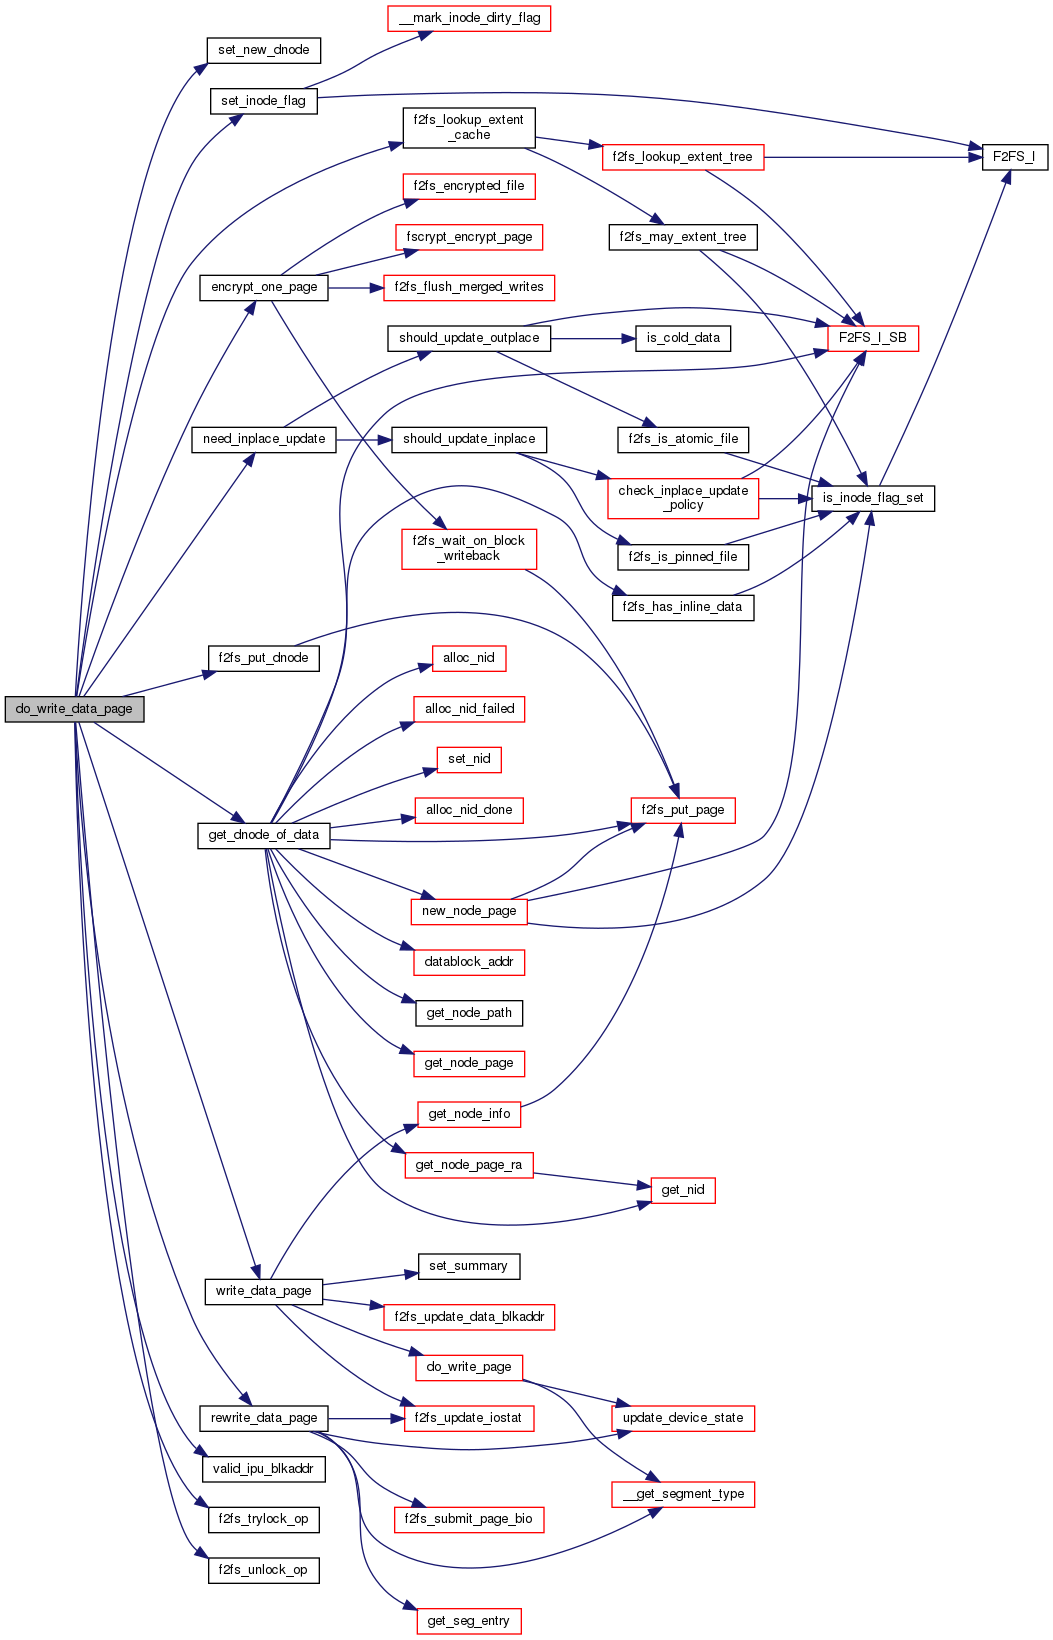 __mark_inode_dirty_flag
set_new_dnode
set_inode_flag
f2fs_lookup_extent
_cache
F2FS_I
f2fs_lookup_extent_tree
f2fs_encrypted_file
fscrypt_encrypt_page
f2fs_may_extent_tree
encrypt_one_page
f2fs_flush_merged_writes
should_update_outplace
is_cold_data
F2FS_I_SB
need_inplace_update
should_update_inplace
f2fs_is_atomic_file
check_inplace_update
_policy
is_inode_flag_set
f2fs_wait_on_block
_writeback
f2fs_is_pinned_file
f2fs_has_inline_data
f2fs_put_dnode
alloc_nid
do_write_data_page
alloc_nid_failed
set_nid
alloc_nid_done
f2fs_put_page
get_dnode_of_data
new_node_page
datablock_addr
get_node_path
get_node_page
get_node_info
get_node_page_ra
get_nid
set_summary
write_data_page
f2fs_update_data_blkaddr
do_write_page
rewrite_data_page
f2fs_update_iostat
update_device_state
valid_ipu_blkaddr
__get_segment_type
f2fs_trylock_op
f2fs_submit_page_bio
f2fs_unlock_op
get_seg_entry